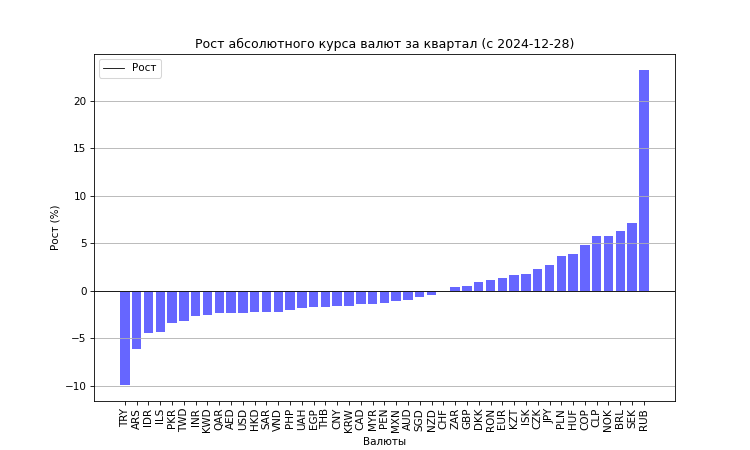 Рост абсолютного курса валют за квартал (с 2024-12-28)
Рост
Рост (%)
20
15
10
5
0
−5
−10
TRY ARS IDR ILS PKR TWD INR KWD QAR AED USD HKD SAR VND PHP UAH EGP THB CNY KRW CAD MYR PEN MXN AUD SGD NZD CHF ZAR GBP DKK RON EUR KZT ISK CZK JPY PLN HUF COP CLP NOK BRL SEK RUB
Валюты